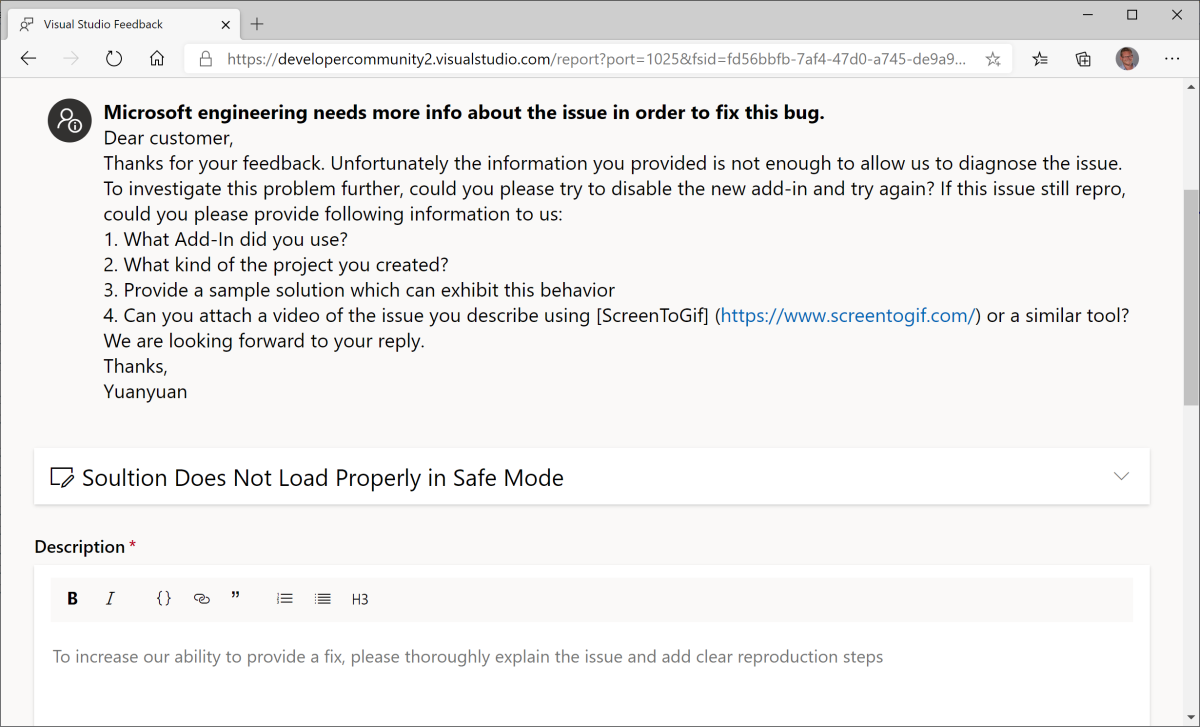 Visual Studio Feedback
https://developercommunity2.visualstudio.com/report?port=1025&fsid=fd56bbfb-7af4-47d0-a745-de9a9...
Microsoft engineering needs more info about the issue in order to fix this bug.
Dear customer,
Thanks for your feedback. Unfortunately the information you provided is not enough to allow us to diagnose the issue.
To investigate this problem further, could you please try to disable the new add-in and try again? If this issue still repro,
could you please provide following information to us:
1. What Add-In did you use?
2. What kind of the project you created?
3. Provide a sample solution which can exhibit this behavior
4. Can you attach a video of the issue you describe using [ScreenToGif] (https://www.screentogif.com/) or a similar tool?
We are looking forward to your reply.
Thanks,
Yuanyuan
Soultion Does Not Load Properly in Safe Mode
Description *
B I {} ” H3
To increase our ability to provide a fix, please thoroughly explain the issue and add clear reproduction steps